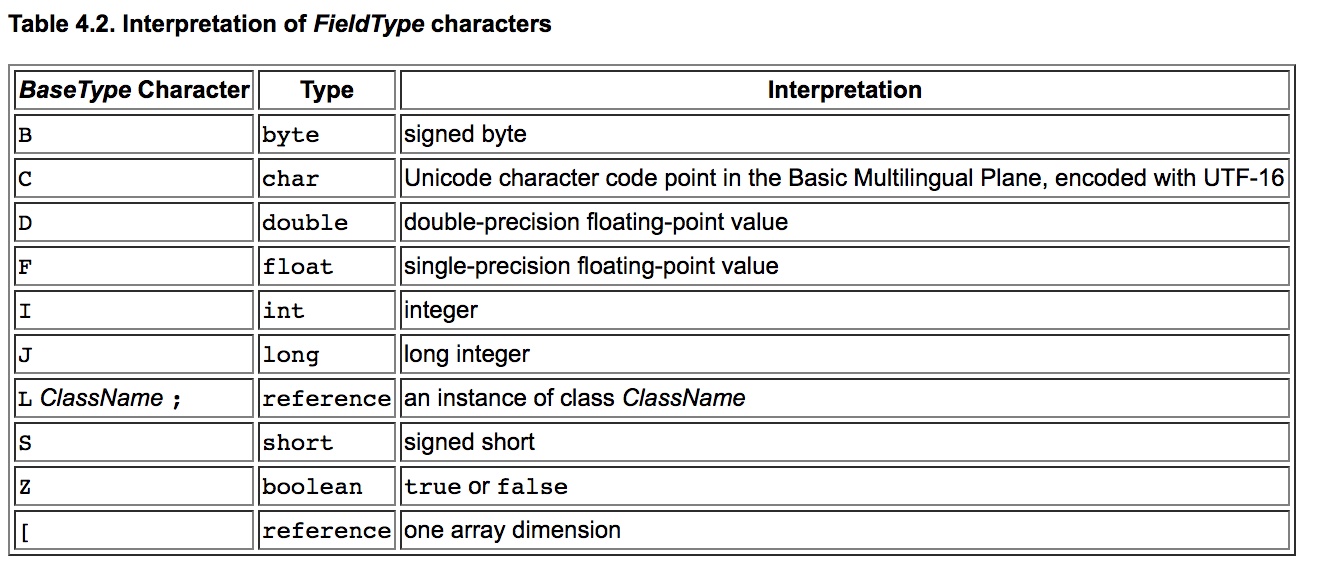 Table 4.2. Interpretation of FieldType characters
BaseType Character Type Interpretation
B byte signed byte
C char Unicode character code point in the Basic Multilingual Plane, encoded with UTF-16
D double double-precision floating-point value
F float single-precision floating-point value
I int integer
J long long integer
L ClassName ; reference an instance of class ClassName
S short signed short
Z boolean true or false
[ reference one array dimension